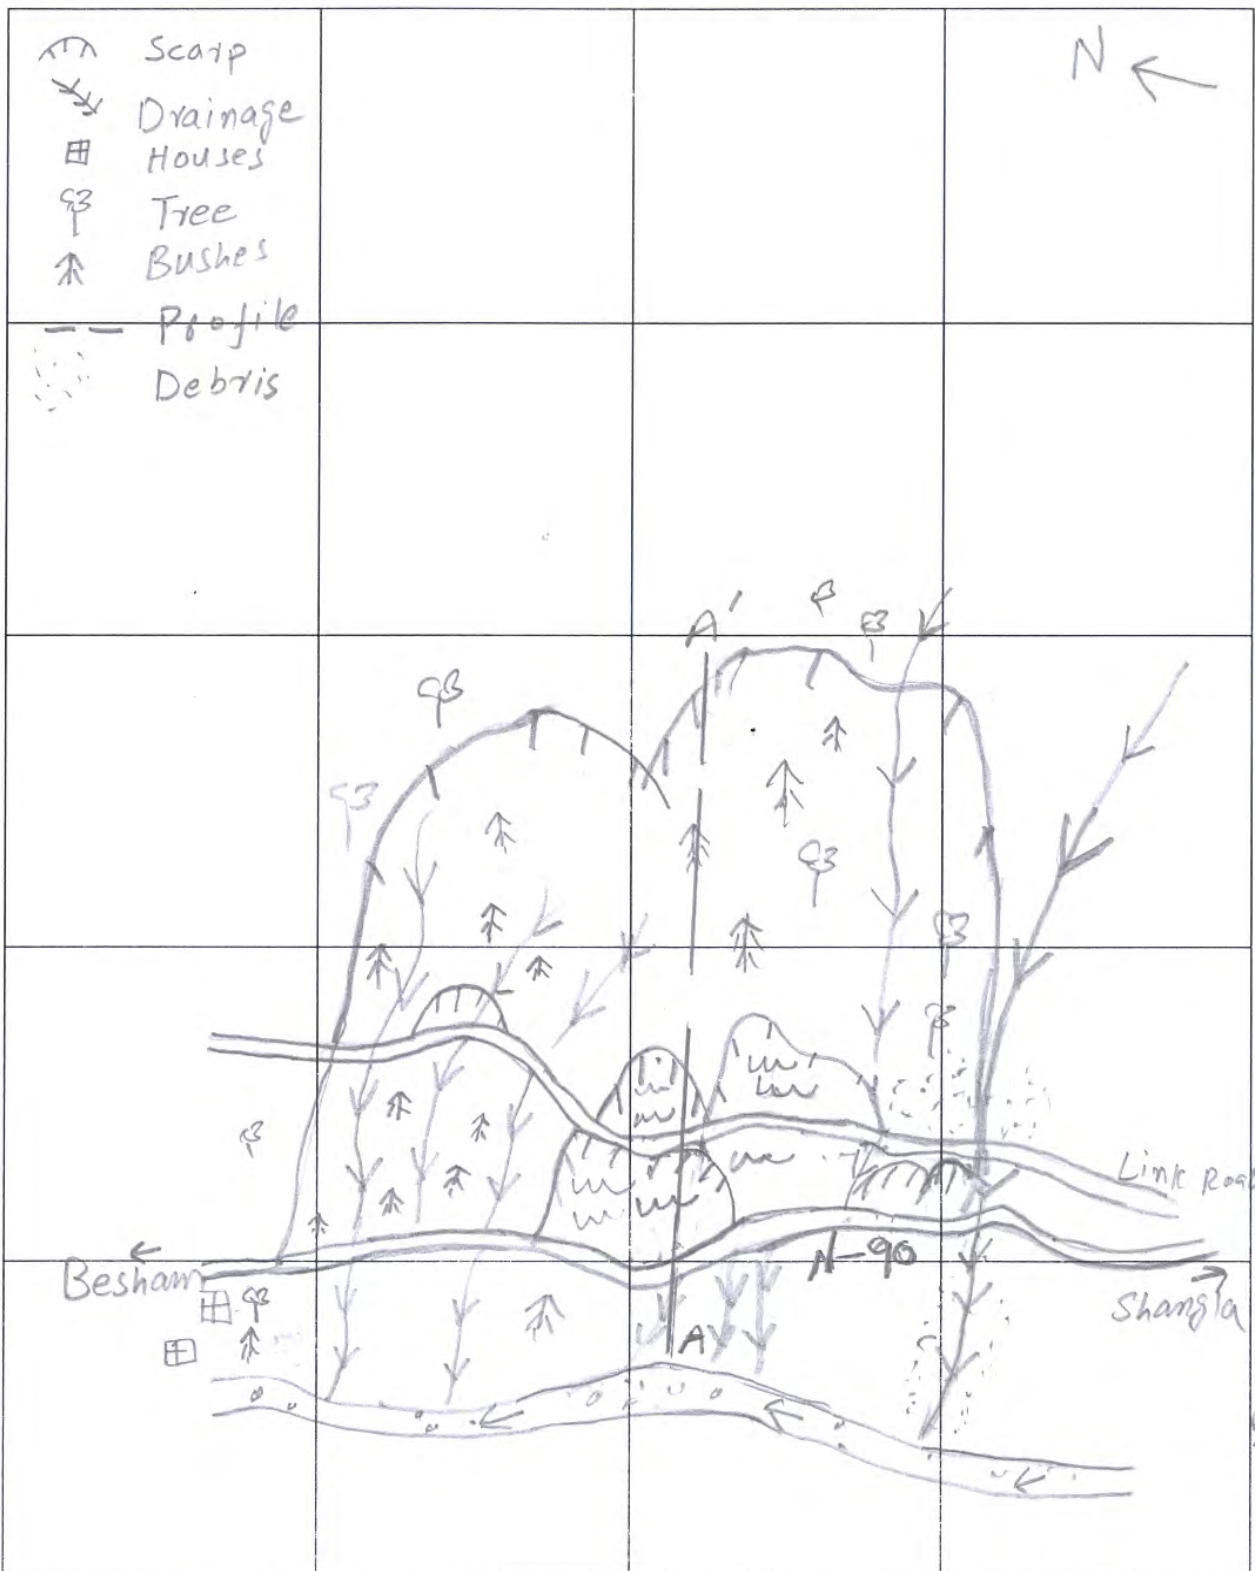 Scarp
N
Drainage
Houses
Tree
Bushes
Profile
Debris
A'
Link Road
N-90
Besham
Shangla
A